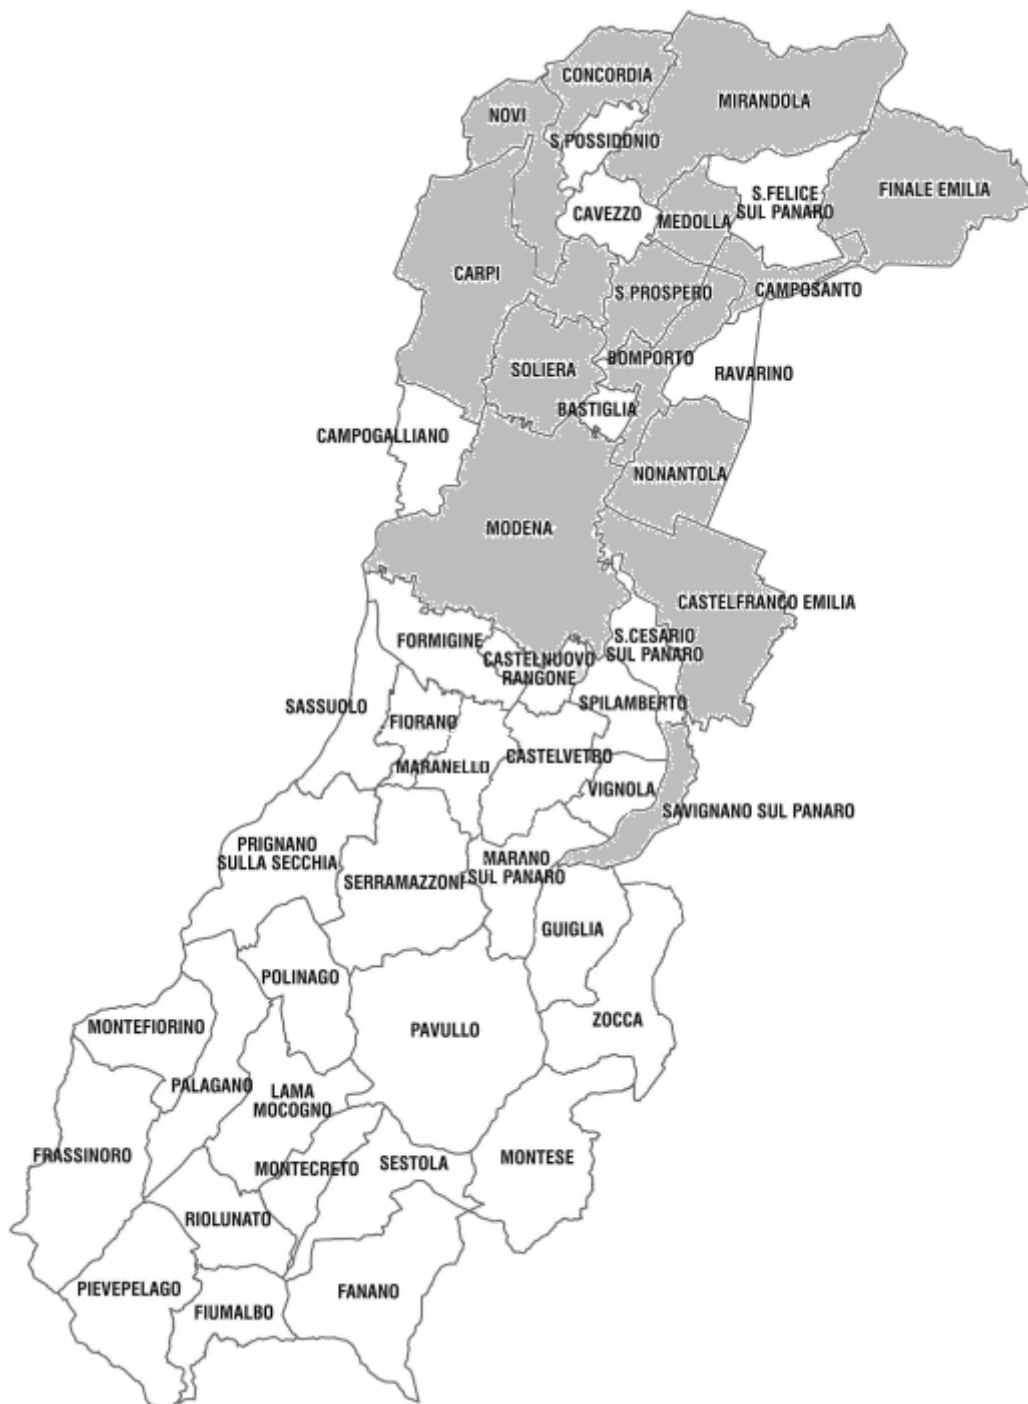 CONCORDIA
MIRANDOLA
NOVI
S.POSSIDONIO
FINALE EMILIA
S.FELICE
SUL PANARO
CAVEZZO
MEDOLLA
CARPI
S.PROSPERO
CAMPOSANTO
BOMPORTO
SOLIERA
RAVARINO
BASTIGLIA
CAMPOGALLIANO
NONANTOLA
MODENA
CASTELFRANCO EMILIA
FORMIGINE
S.CESARIO
SUL PANARO
CASTELNUOVO
RANGONE
SASSUOLO
SPILAMBERTO
FIORANO
CASTELVETRO
MARANELLO
VIGNOLA
SAVIGNANO SUL PANARO
PRIGNANO
SULLA SECCHIA
MARANO
SUL PANARO
SERRAMAZZONI
GUIGLIA
POLINAGO
ZOCCA
MONTEFIORINO
PAVULLO
PALAGANO
LAMA
MOCOGNO
FRASSINORO
MONTECRETO
SESTOLA
MONTESE
RIOLUNATO
PIEVEPELAGO
FANANO
FIUMALBO